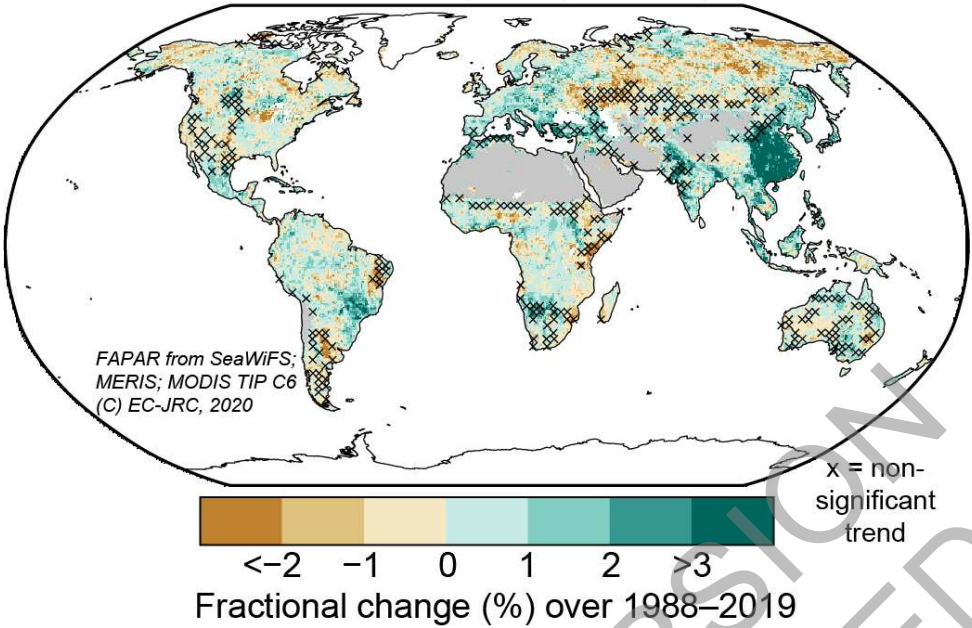 FAPAR from SeaWiFS;
MERIS; MODIS TIP C6
(C) EC-JRC, 2020
x = non-
significant
trend
<−2 −1 0 1 2 >3
Fractional change (%) over 1988–2019